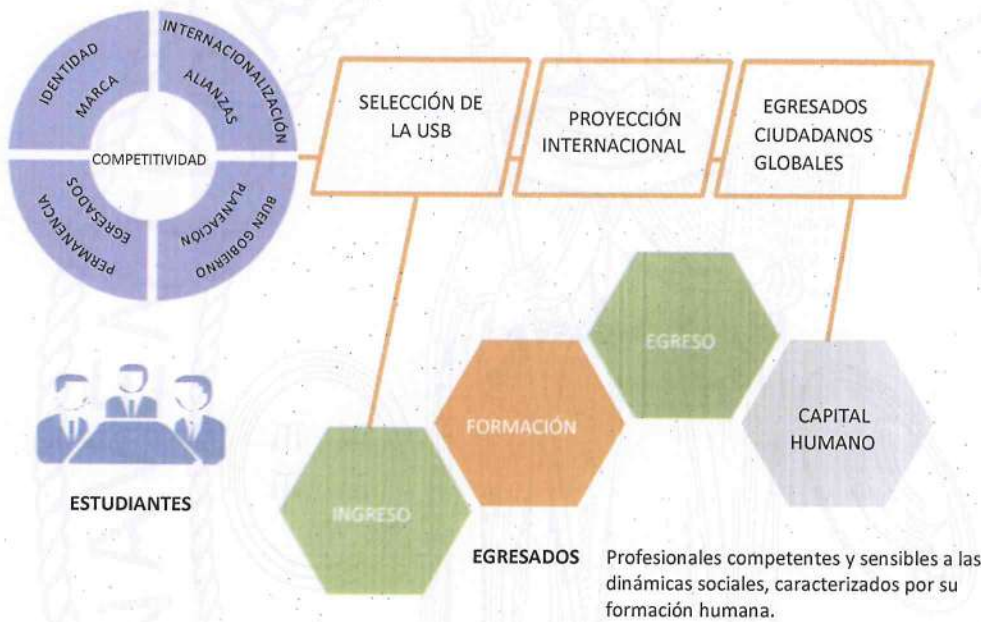 IDENTIDAD
MARCA
INTERNACIONALIZACIÓN
ALIANZAS
COMPETITIVIDAD
PERMANENCIA
EGRESADOS
BUEN GOBIERNO
PLANEACIÓN
SELECCIÓN DE
LA USB
PROYECCIÓN
INTERNACIONAL
EGRESADOS
CIUDADANOS
GLOBALES
EGRESO
FORMACIÓN
CAPITAL
HUMANO
INGRESO
ESTUDIANTES
EGRESADOS
Profesionales competentes y sensibles a las
dinámicas sociales, caracterizados por su
formación humana.